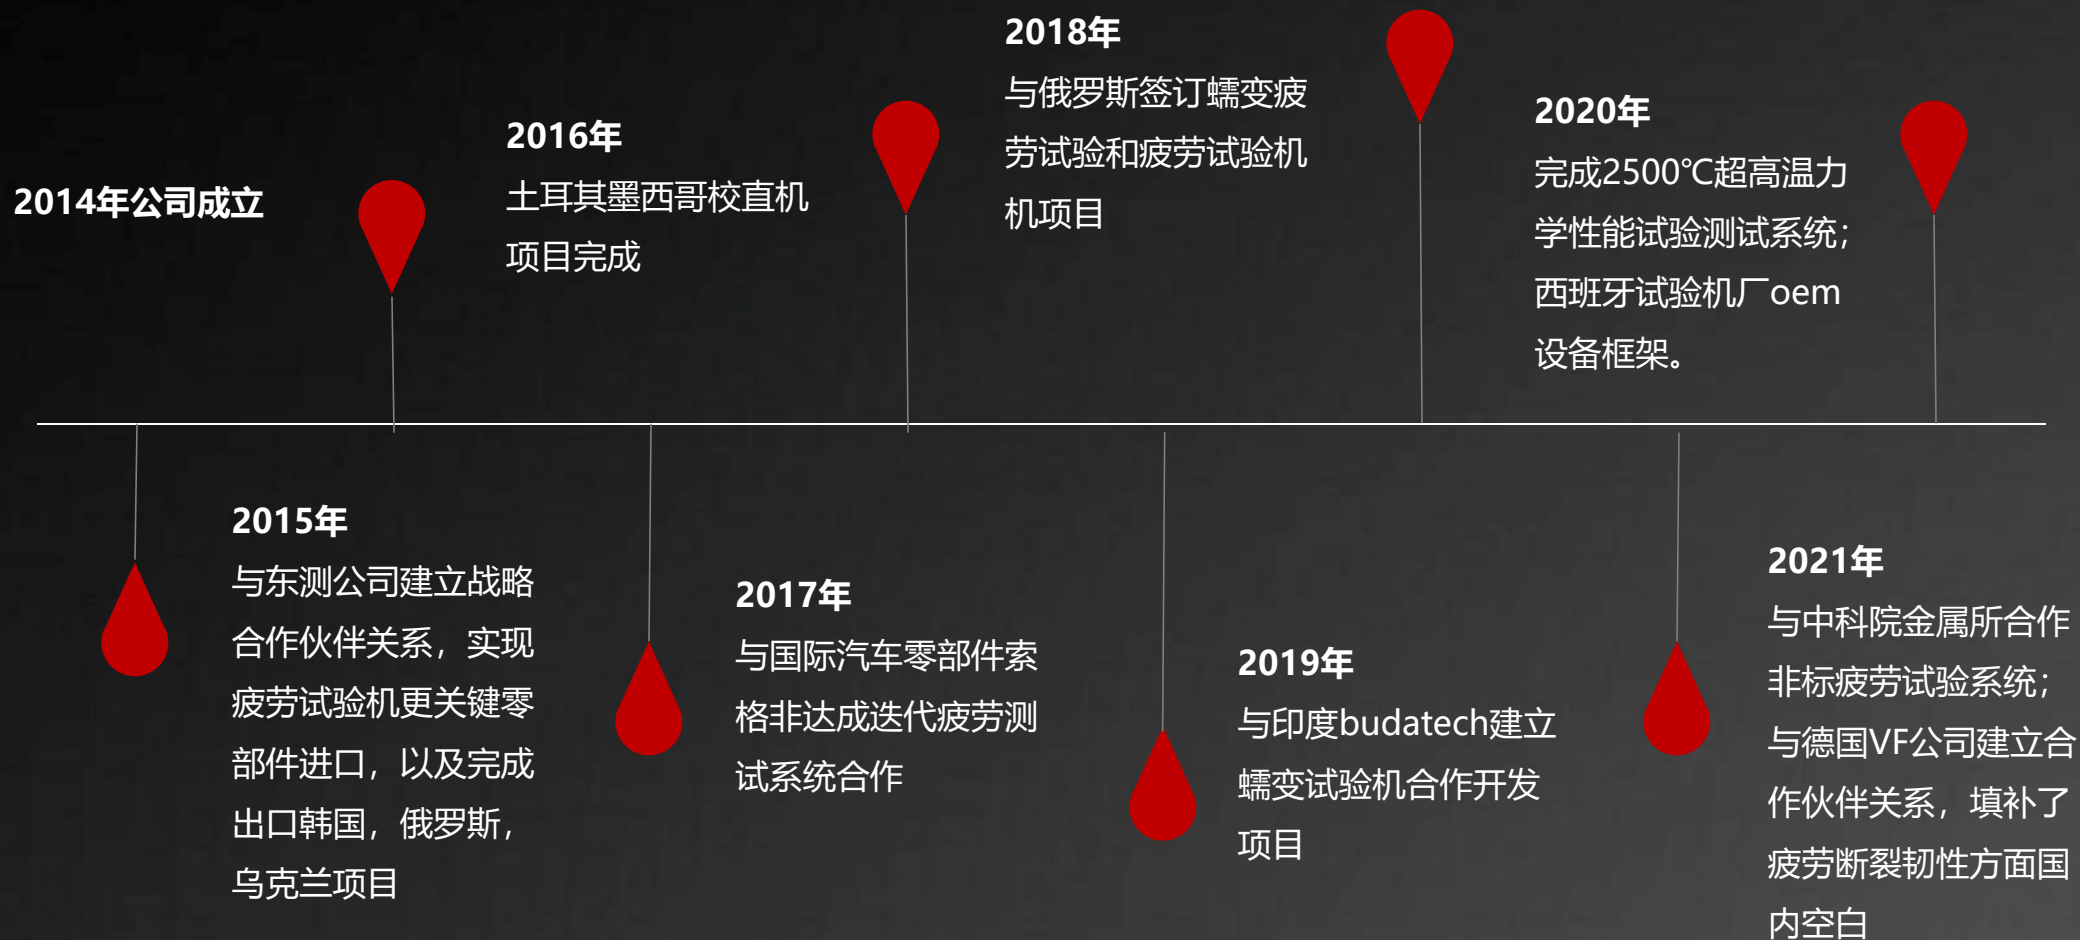 2014年公司成立
2015年
与东测公司建立战略
合作伙伴关系，实现
疲劳试验机更关键零
部件进口，以及完成
出口韩国，俄罗斯，
乌克兰项目
2016年
土耳其墨西哥校直机
项目完成
2017年
与国际汽车零部件索
格非达成迭代疲劳测
试系统合作
2018年
与俄罗斯签订蠕变疲
劳试验和疲劳试验机
机项目
2019年
与印度budatech建立
蠕变试验机合作开发
项目
2020年
完成2500℃超高温力
学性能试验测试系统；
西班牙试验机厂oem
设备框架。
2021年
与中科院金属所合作
非标疲劳试验系统；
与德国VF公司建立合
作伙伴关系，填补了
疲劳断裂韧性方面国
内空白